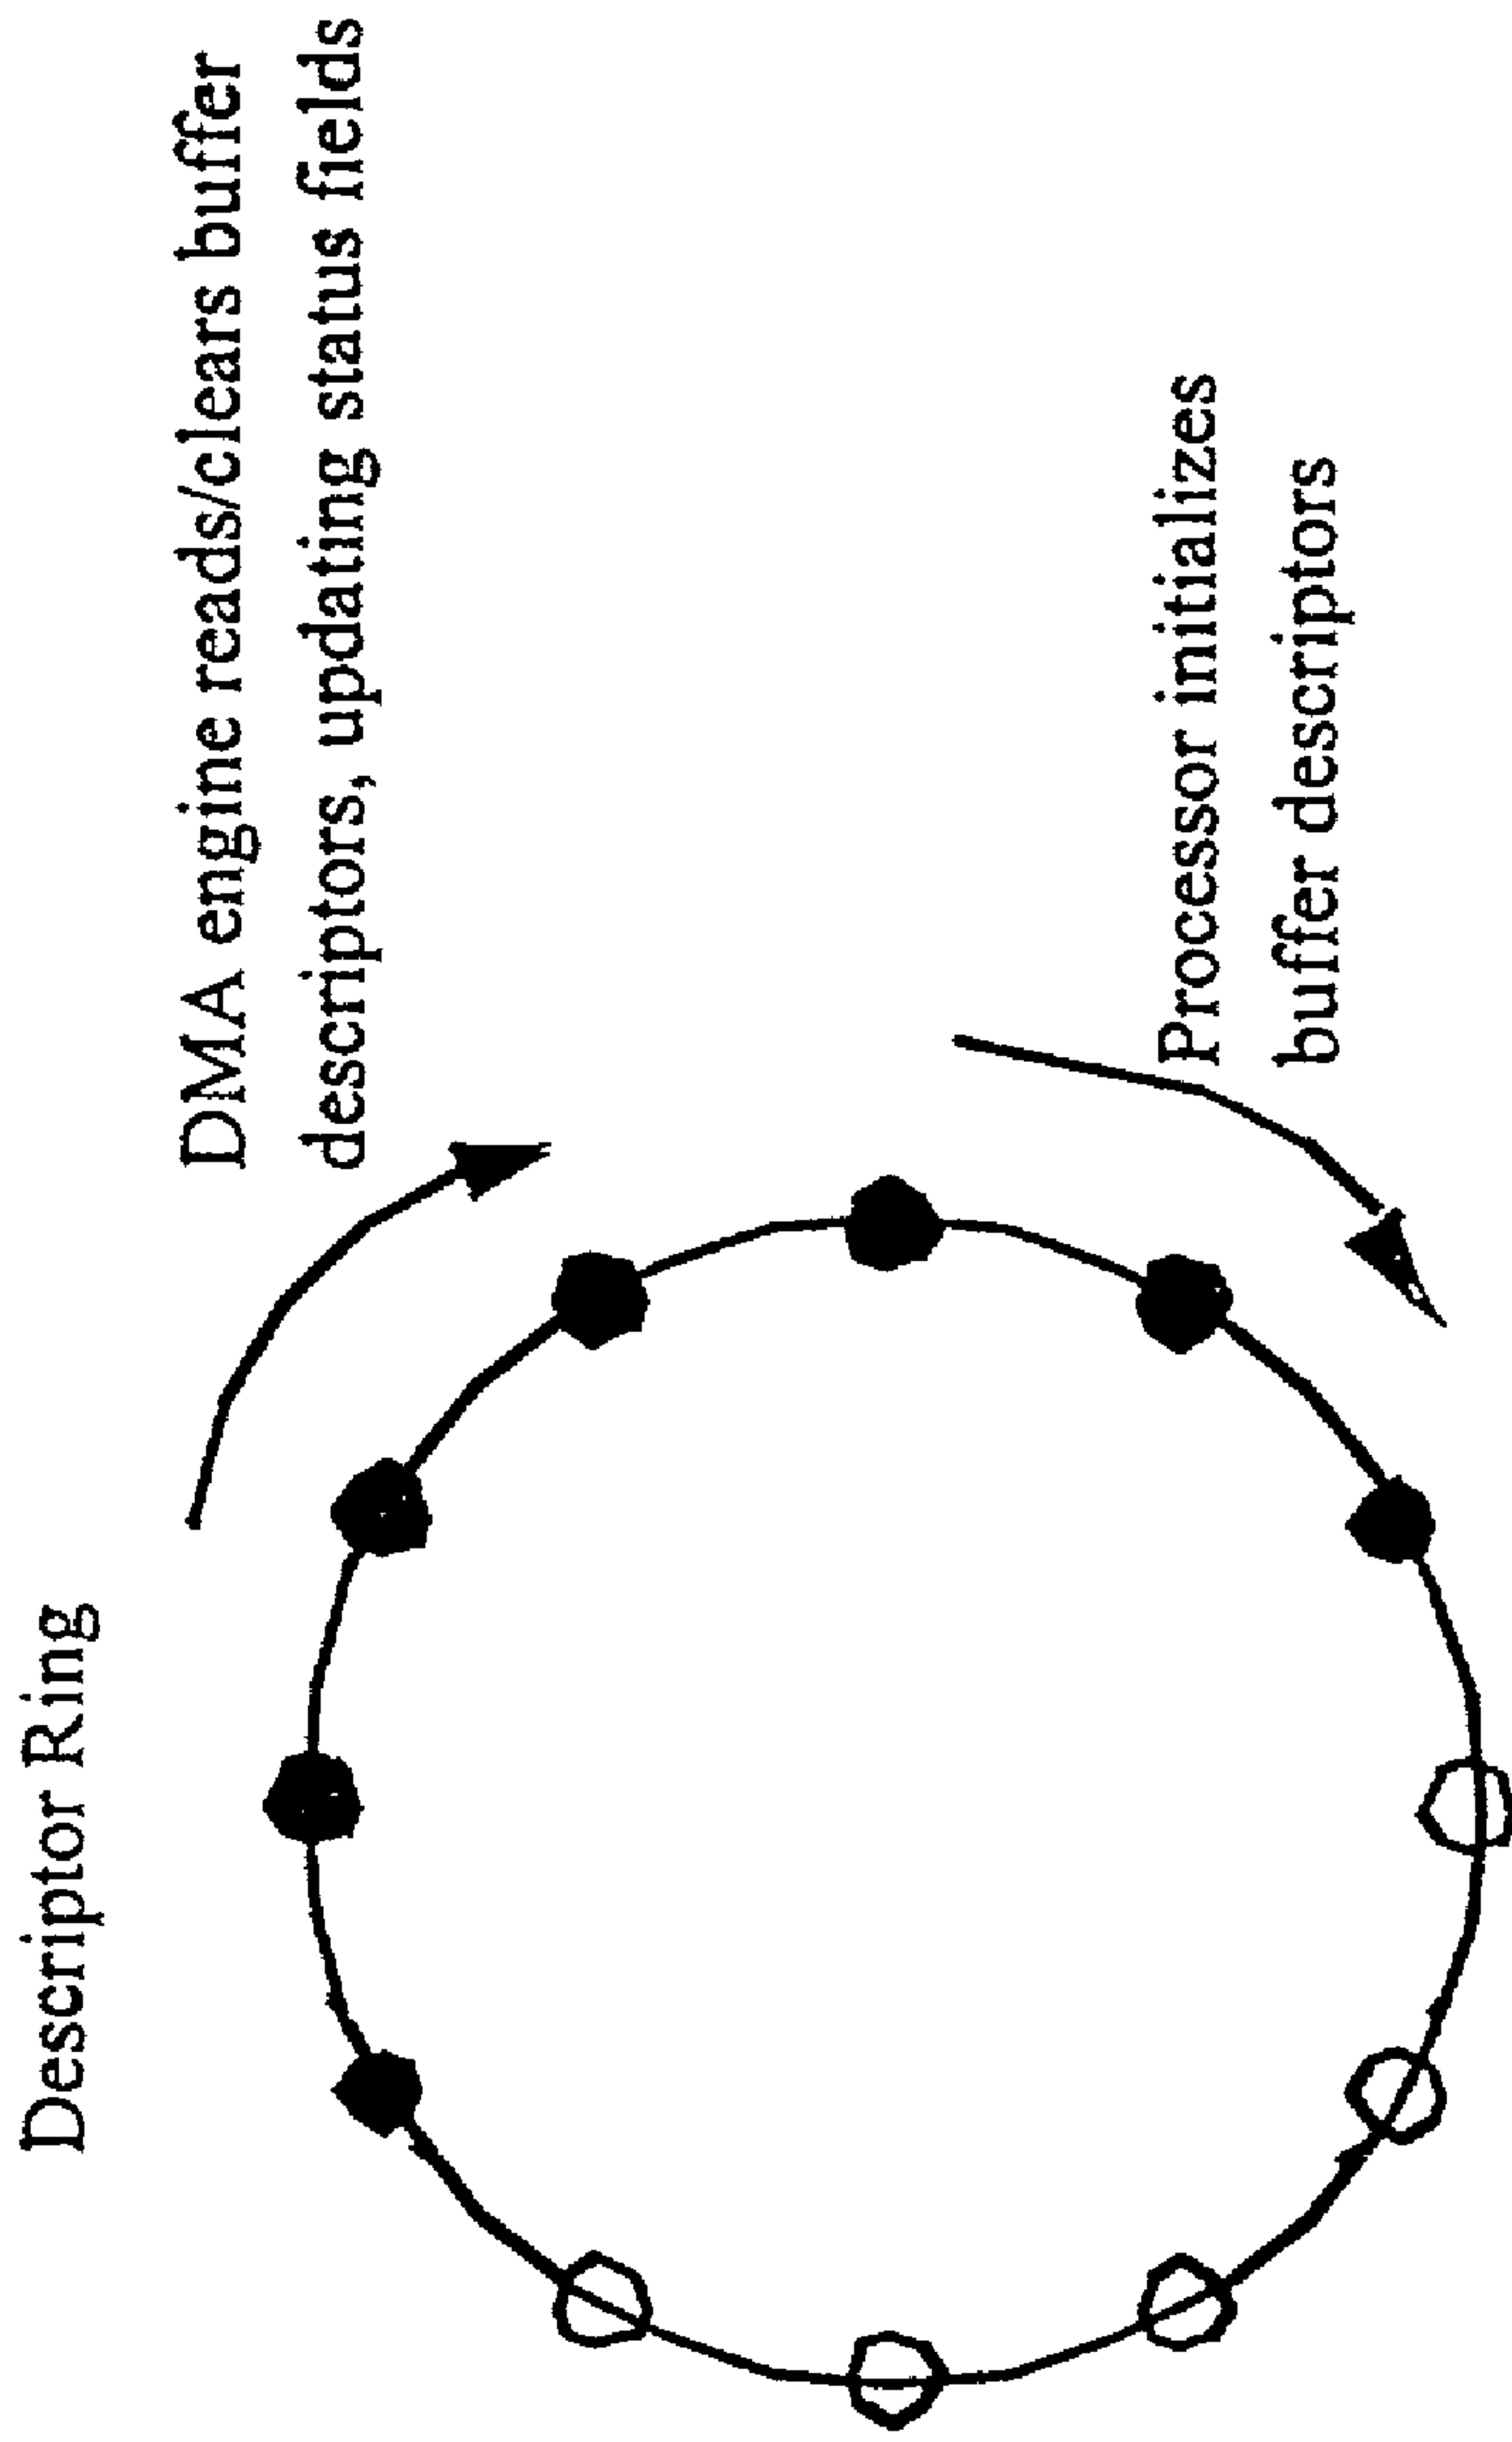 Descriptor Ring
DMA engine reads/clears buffer
descriptors, updating status fields
Processor initializes
buffer descriptors